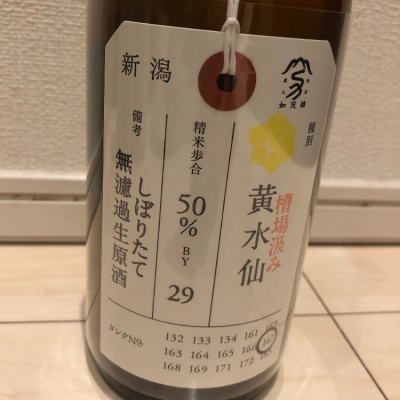 新潟
加茂錦
種別
槽場汲み
黄水仙
精米歩合
50%
BY
29
備考
しぼりたて
無濾過生原酒
タンクNo
132 133 134 161
163 164 165 166 167
168 169 171 172